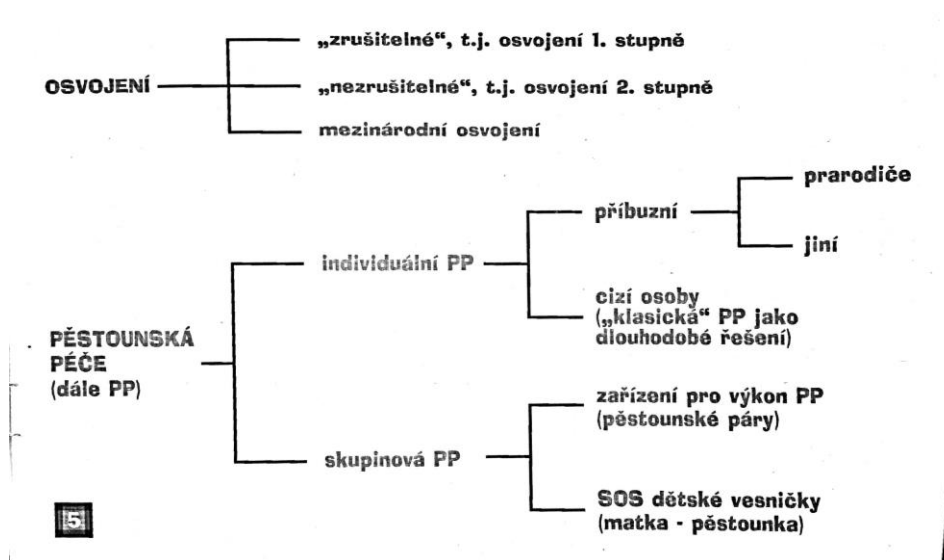 „zrušitelné“, t.j. osvojení 1. stupně
OSVOJENÍ
„nezrušitelné“, t.j. osvojení 2. stupně
mezinárodní osvojení
prarodiče
příbuzní
jiní
individuální PP
cizí osoby
(„klasická“ PP jako
dlouhodobé řešení)
PĚSTOUNSKÁ
PÉČE
(dále PP)
zařízení pro výkon PP
(pěstounské páry)
skupinová PP
SOS dětské vesničky
(matka - pěstounka)
5